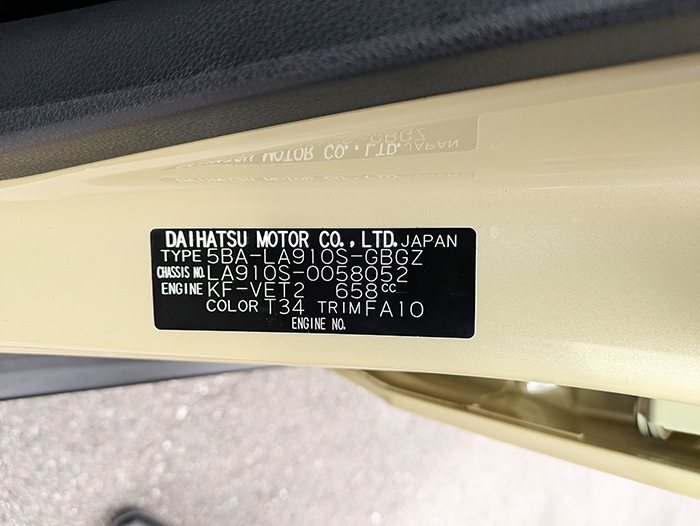 DAIHATSU MOTOR CO., LTD. JAPAN
TYPE 5BA-LA910S-GBGZ
CHASSIS NO. LA910S-0058052
ENGINE KF-VET2 658cc
COLOR T34 TRIM FA10
ENGINE NO.